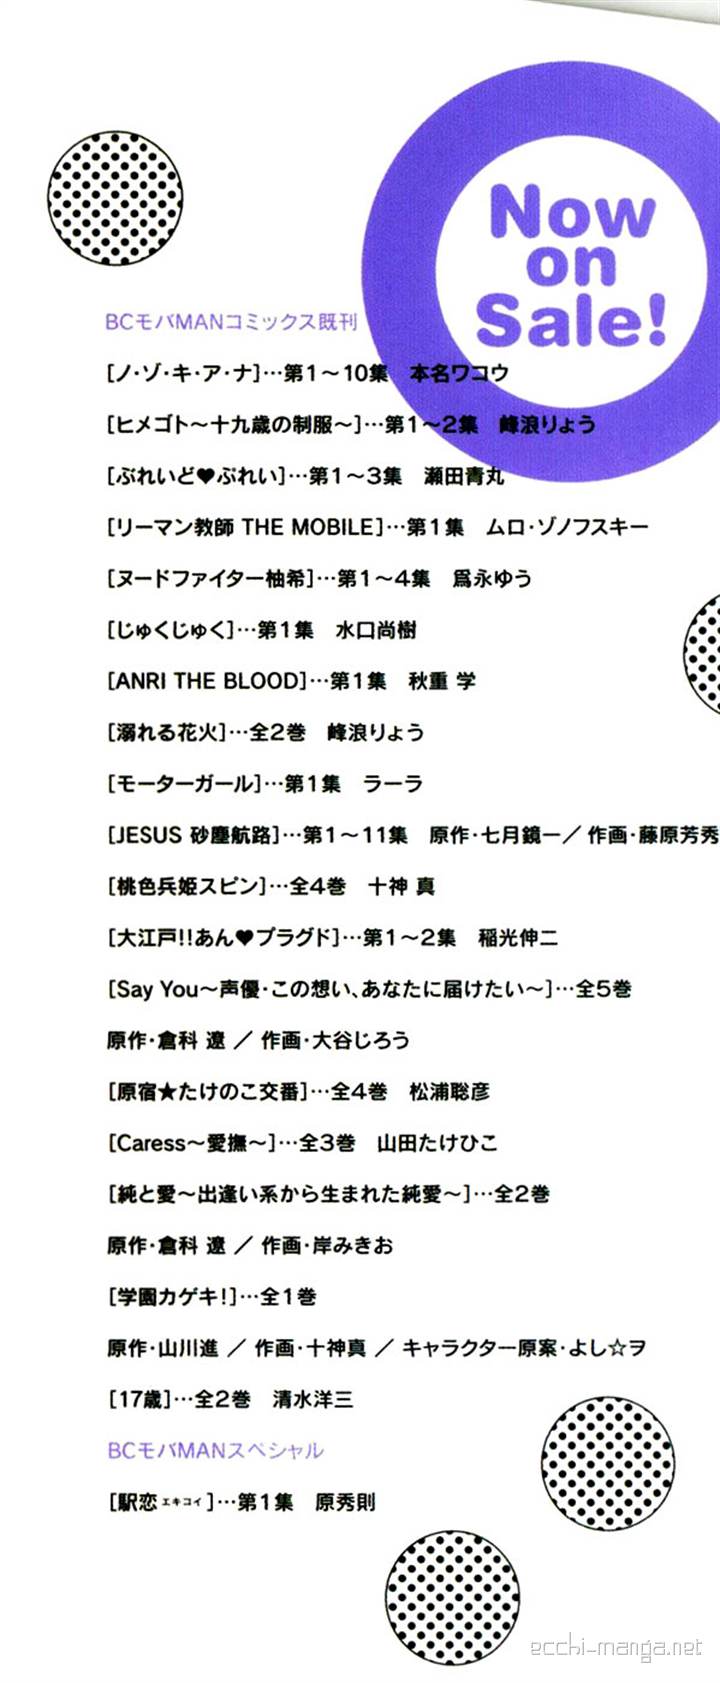 Now
on
Sale!
BCモバMANコミックス既刊
[ノ・ゾ・キ・ア・ナ]…第1〜10集　本名ワコウ
[ヒメゴト〜十九歳の制服〜]…第1〜2集　峰浪りょう
[ぷれいど♥ぷれい]…第1〜3集　瀬田青丸
[リーマン教師 THE MOBILE]…第1集　ムロ・ゾノフスキー
[ヌードファイター柚希]…第1〜4集　爲永ゆう
[じゅくじゅく]…第1集　水口尚樹
[ANRI THE BLOOD]…第1集　秋重 学
[溺れる花火]…全2巻　峰浪りょう
[モーターガール]…第1集　ラーラ
[JESUS 砂塵航路]…第1〜11集　原作・七月鏡一／作画・藤原芳秀
[桃色兵姫スピン]…全4巻　十神 真
[大江戸!!あん♥プラグド]…第1〜2集　稲光伸二
[Say You〜声優・この想い、あなたに届けたい〜]…全5巻
原作・倉科 遼 ／ 作画・大谷じろう
[原宿★たけのこ交番]…全4巻　松浦聡彦
[Caress〜愛撫〜]…全3巻　山田たけひこ
[純と愛〜出逢い系から生まれた純愛〜]…全2巻
原作・倉科 遼 ／ 作画・岸みきお
[学園カゲキ!]…全1巻
原作・山川進 ／ 作画・十神真 ／ キャラクター原案・よし☆ヲ
[17歳]…全2巻　清水洋三
BCモバMANスペシャル
[駅恋エキコイ]…第1集　原秀則
ecchi-manga.net